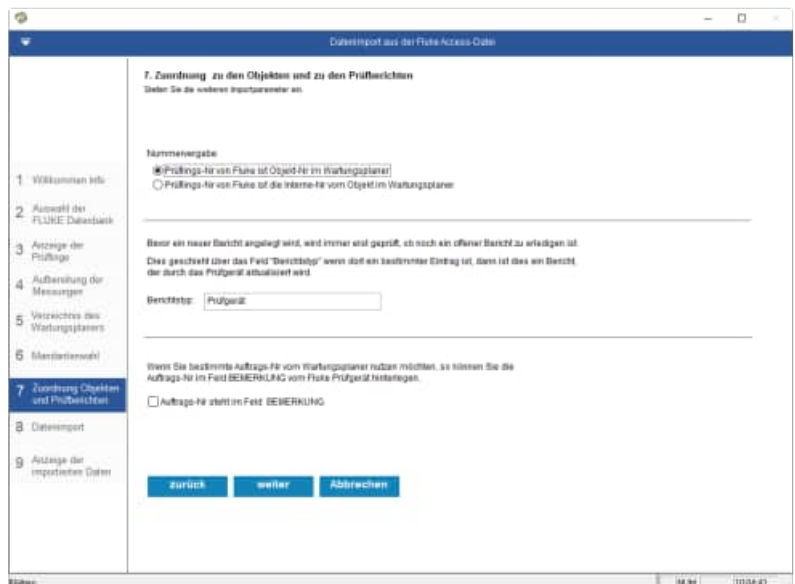 Datenimport aus der Fluke Access-Datei
7. Zuordnung zu den Objekten und zu den Prüfberichten
Stellen Sie die weiteren Importparameter ein.
Nummernvergabe:
Prüflings-Nr von Fluke ist Objekt-Nr im Wartungsplaner
Prüflings-Nr von Fluke ist die Interne-Nr vom Objekt im Wartungsplaner
Bevor ein neuer Bericht angelegt wird, wird immer erst geprüft, ob noch ein offener Bericht zu erledigen ist.
Dies geschieht über das Feld "Berichtstyp" wenn dort ein bestimmter Eintrag ist, dann ist dies ein Bericht,
der durch das Prüfgerät aktualisiert wird.
Berichtstyp: Prüfgerät
Wenn Sie bestimmte Auftrags-Nr vom Wartungsplaner nutzen möchten, so können Sie die
Auftrags-Nr im Feld BEMERKUNG vom Fluke Prüfgerät hinterlegen.
Auftrags-Nr steht im Feld BEMERKUNG
zurück weiter Abbrechen
1 Willkommen Info
2 Auswahl der
FLUKE Datenbank
3 Anzeige der
Prüflinge
4 Aufbereitung der
Messungen
5 Verzeichnis des
Wartungsplaners
6 Mandantenwahl
7 Zuordnung Objekten
und Prüfberichten
8 Datenimport
9 Anzeige der
importierten Daten